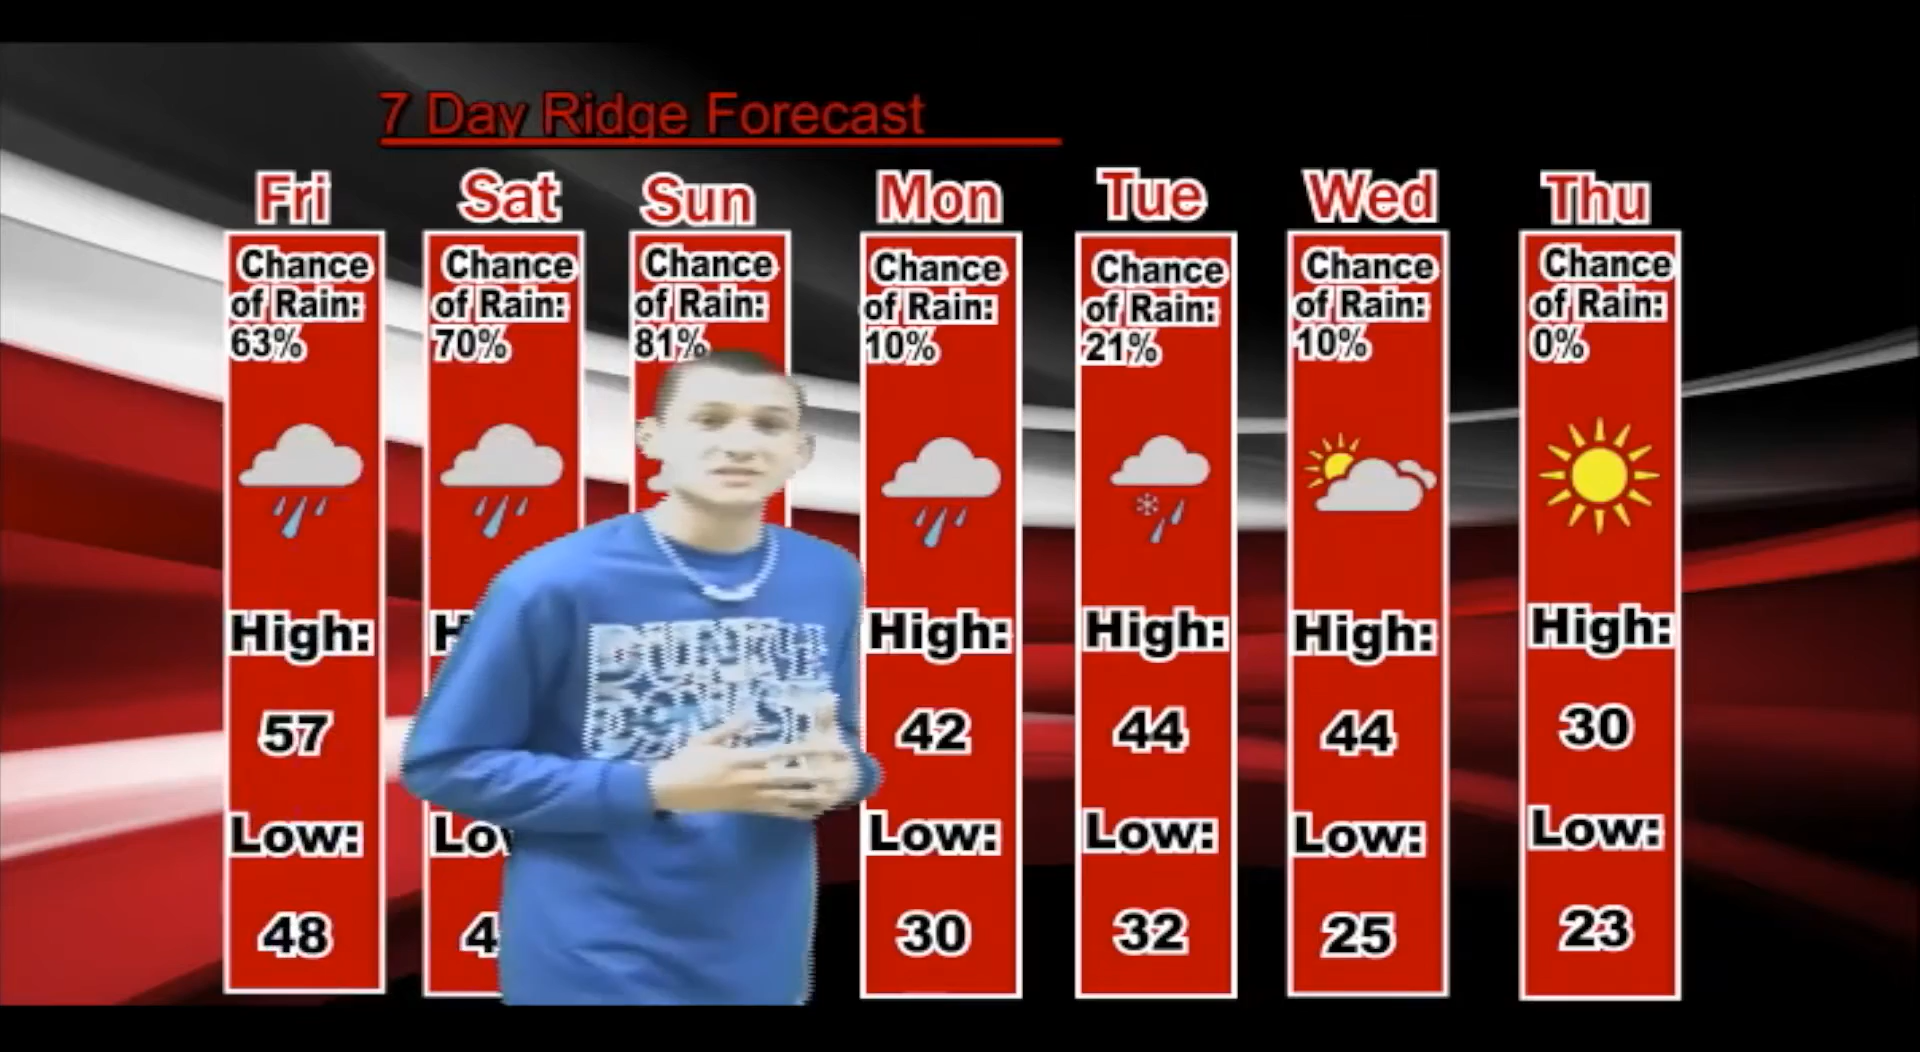 7 Day Ridge Forecast
Fri
Chance
of Rain:
63%
High:
57
Low:
48
Sat
Chance
of Rain:
70%
Sun
Chance
of Rain:
81%
Mon
Chance
of Rain:
10%
High:
42
Low:
30
Tue
Chance
of Rain:
21%
High:
44
Low:
32
Wed
Chance
of Rain:
10%
High:
44
Low:
25
Thu
Chance
of Rain:
0%
High:
30
Low:
23